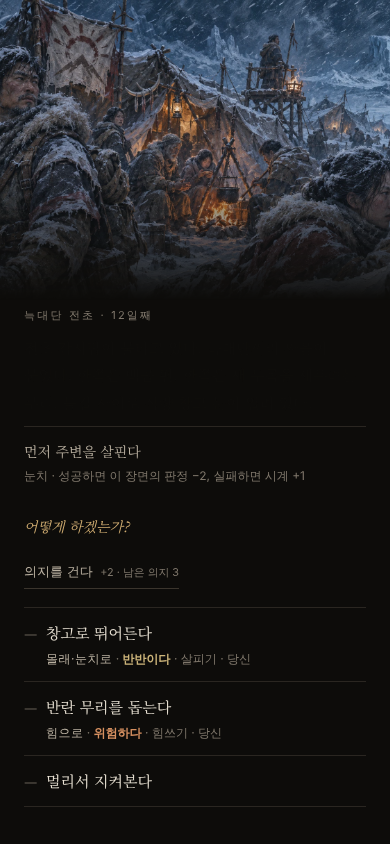 늑대단 전초 · 12일째
먼저 주변을 살핀다
눈치 · 성공하면 이 장면의 판정 −2, 실패하면 시계 +1
어떻게 하겠는가?
의지를 건다 +2 · 남은 의지 3
— 창고로 뛰어든다
몰래·눈치로 · 반반이다 · 살피기 · 당신
— 반란 무리를 돕는다
힘으로 · 위험하다 · 힘쓰기 · 당신
— 멀리서 지켜본다